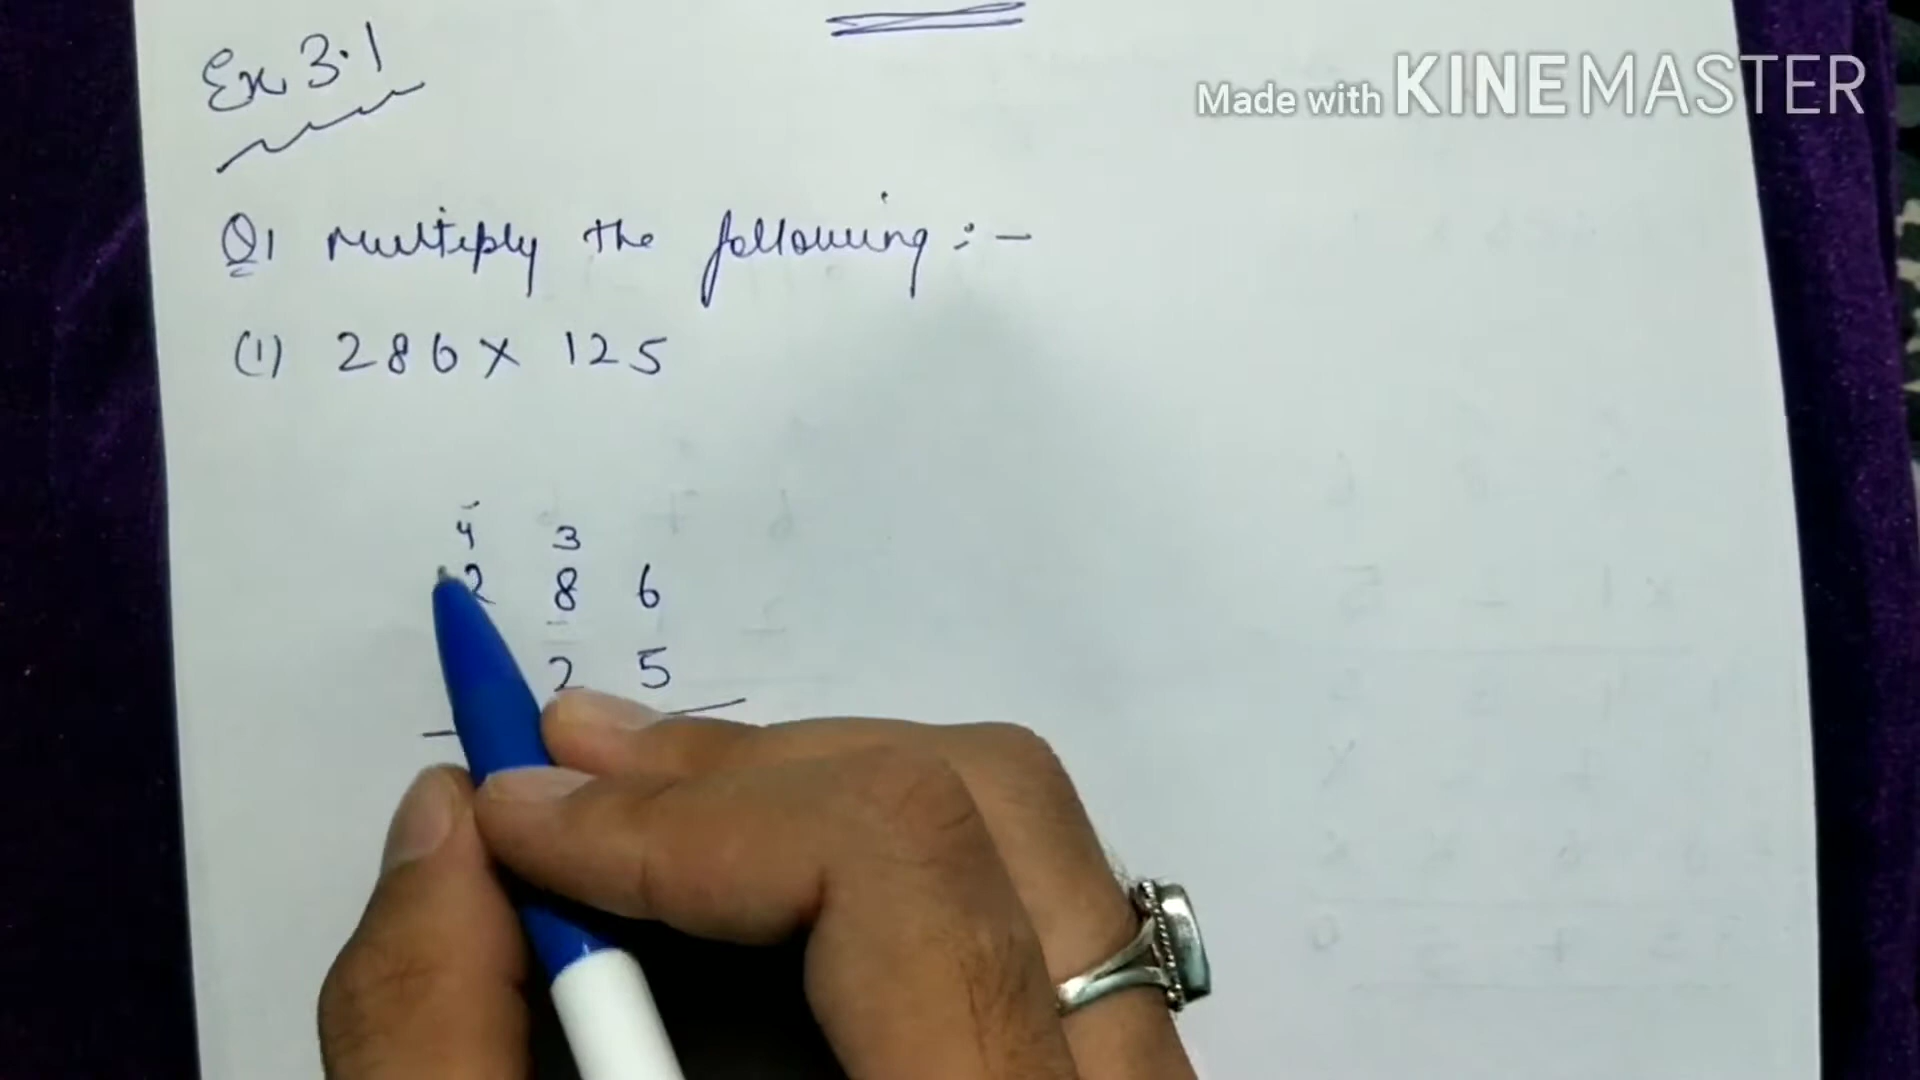 Ex 3.1
Made with KINEMASTER
Q1 Multiply the following :-
(1) 286 x 125
4 3
2 8 6
2 5